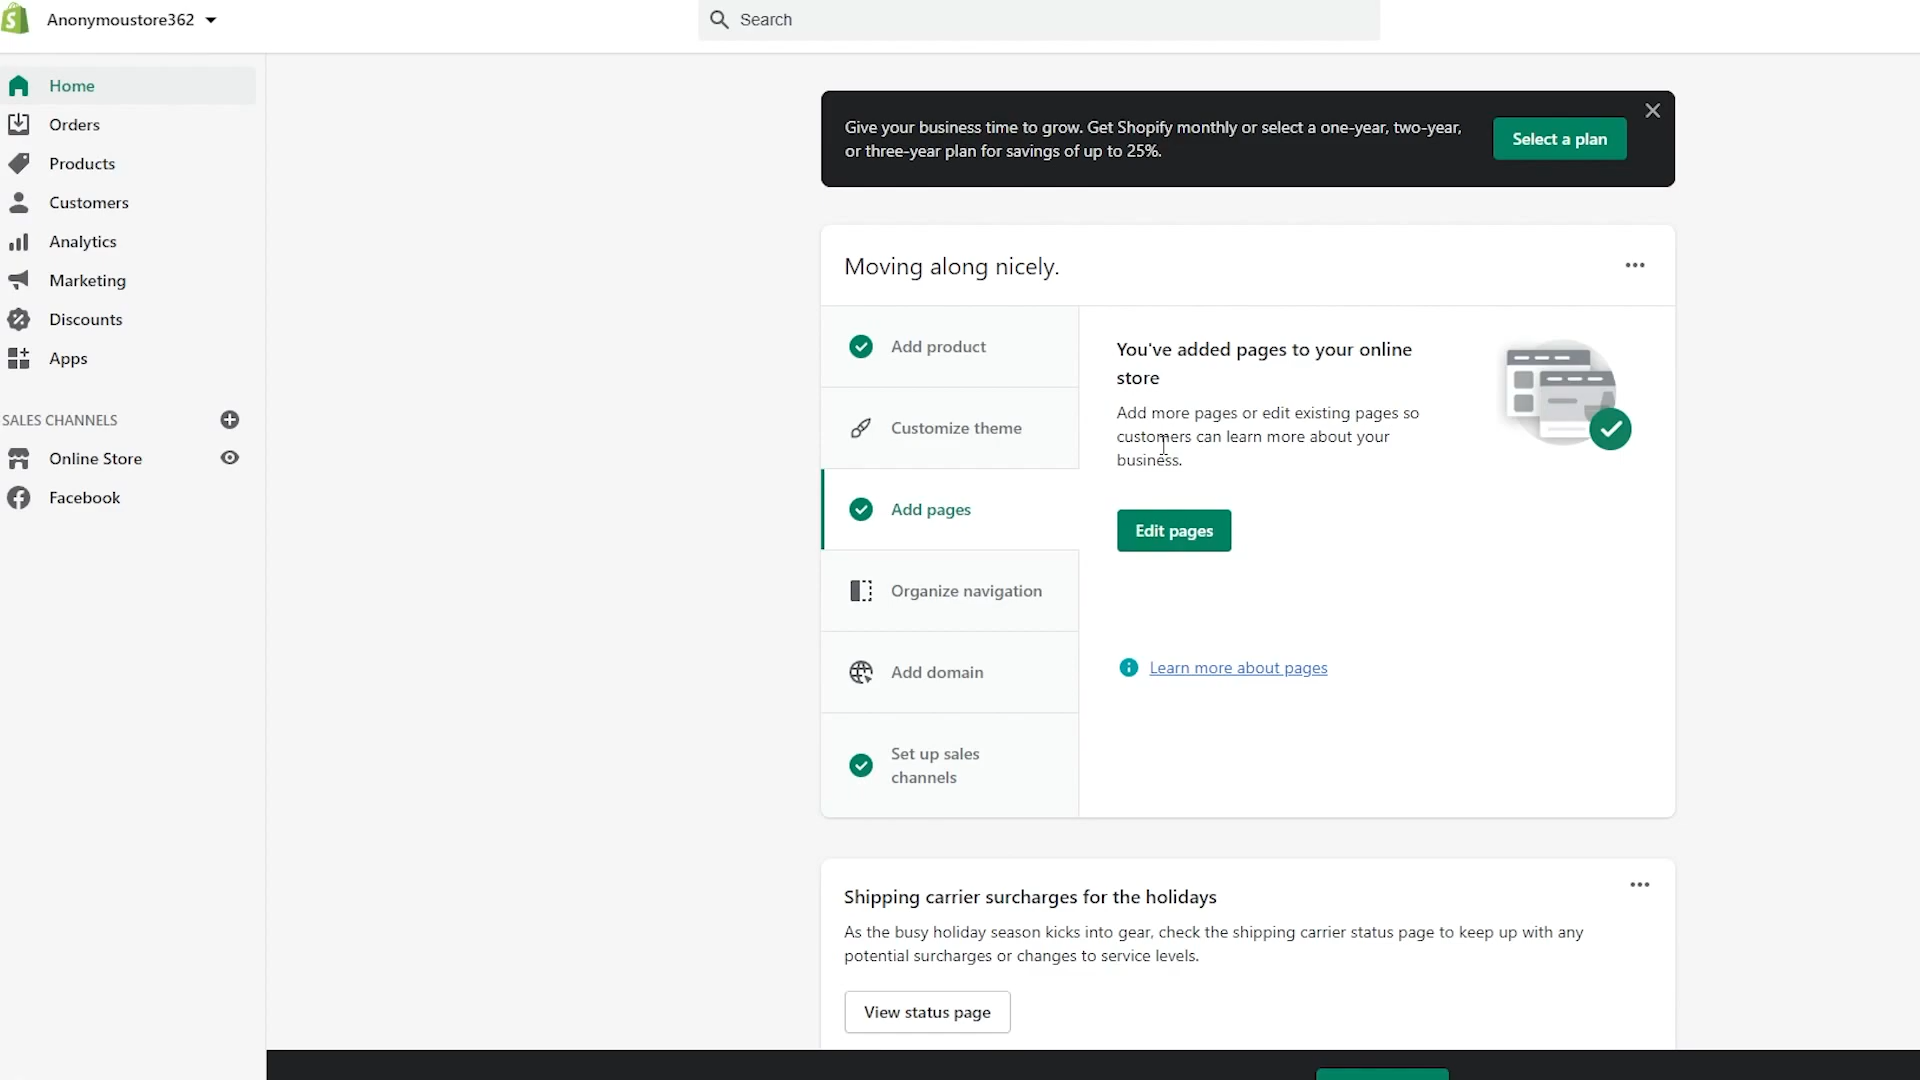 Anonymoustore362
Search
Home
Orders
Products
Customers
Analytics
Marketing
Discounts
Apps
SALES CHANNELS
Online Store
Facebook
Give your business time to grow. Get Shopify monthly or select a one-year, two-year,
or three-year plan for savings of up to 25%.
Select a plan
Moving along nicely.
Add product
Customize theme
Add pages
Organize navigation
Add domain
Set up sales
channels
You've added pages to your online
store
Add more pages or edit existing pages so
customers can learn more about your
business.
Edit pages
Learn more about pages
Shipping carrier surcharges for the holidays
As the busy holiday season kicks into gear, check the shipping carrier status page to keep up with any
potential surcharges or changes to service levels.
View status page